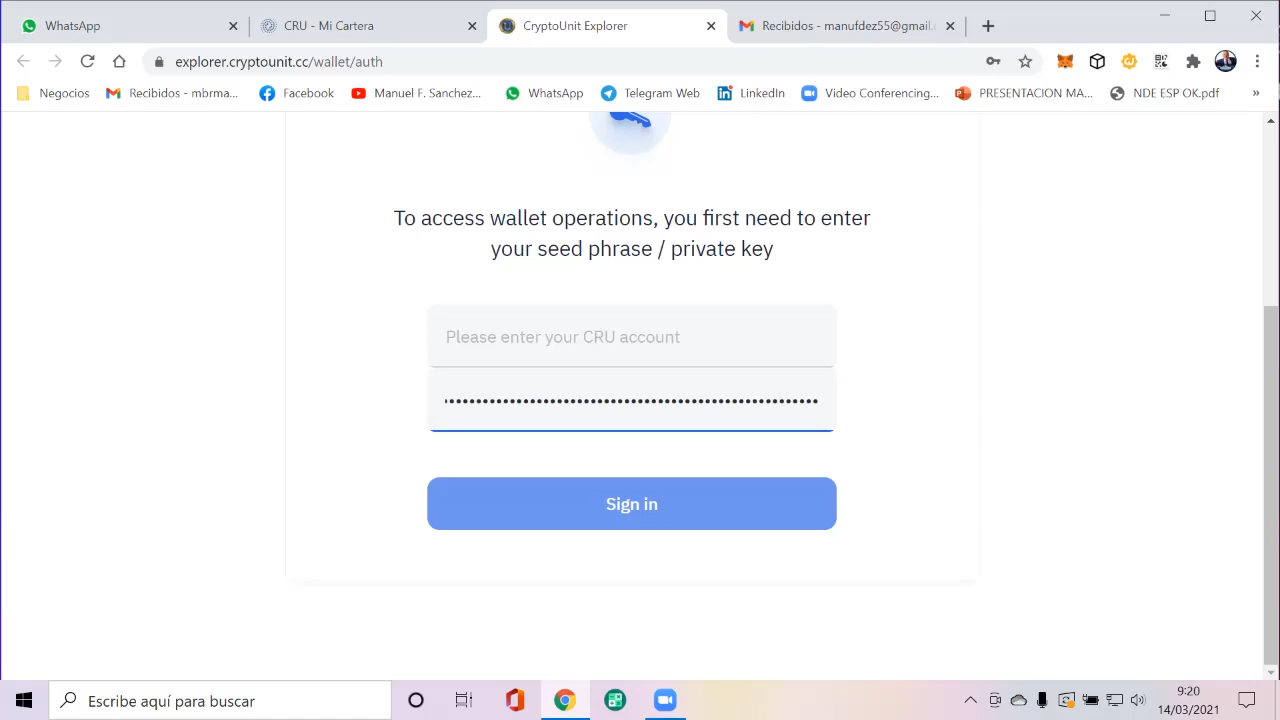 WhatsApp
CRU - Mi Cartera
CryptoUnit Explorer
Recibidos - manufdez55@gmail.
explorer.cryptounit.cc/wallet/auth
Negocios
Recibidos - mbrma...
Facebook
Manuel F. Sanchez...
WhatsApp
Telegram Web
LinkedIn
Video Conferencing...
PRESENTACION MA...
NDE ESP OK.pdf
»
To access wallet operations, you first need to enter
your seed phrase / private key
Please enter your CRU account
Sign in
Escribe aquí para buscar
9:20
14/03/2021